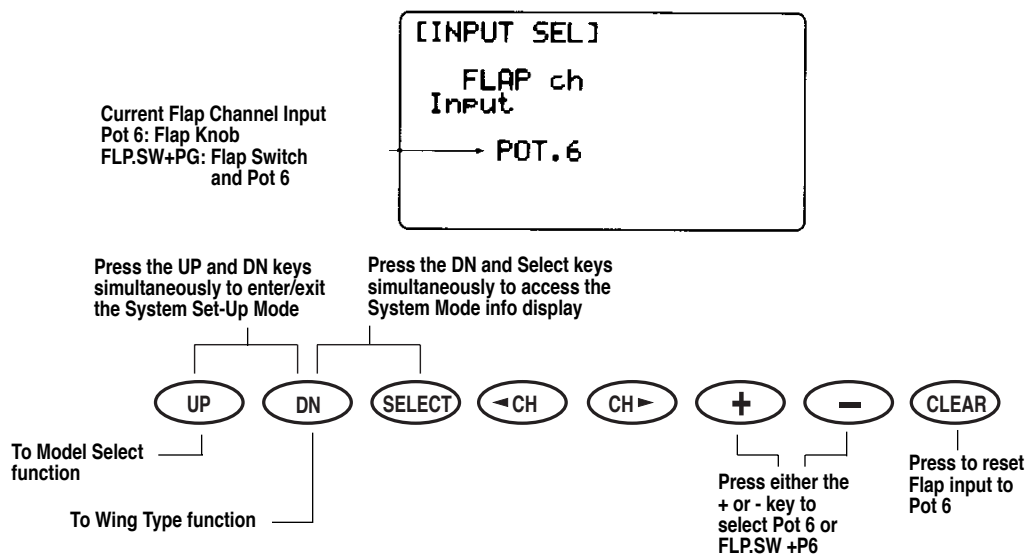 [INPUT SEL]
FLAP ch
Input
POT.6
Current Flap Channel Input
Pot 6: Flap Knob
FLP.SW+PG: Flap Switch
and Pot 6
Press the UP and DN keys
simultaneously to enter/exit
the System Set-Up Mode
Press the DN and Select keys
simultaneously to access the
System Mode info display
UP
DN
SELECT
◄CH
CH►
+
–
CLEAR
To Model Select
function
To Wing Type function
Press either the
+ or - key to
select Pot 6 or
FLP.SW +P6
Press to reset
Flap input to
Pot 6